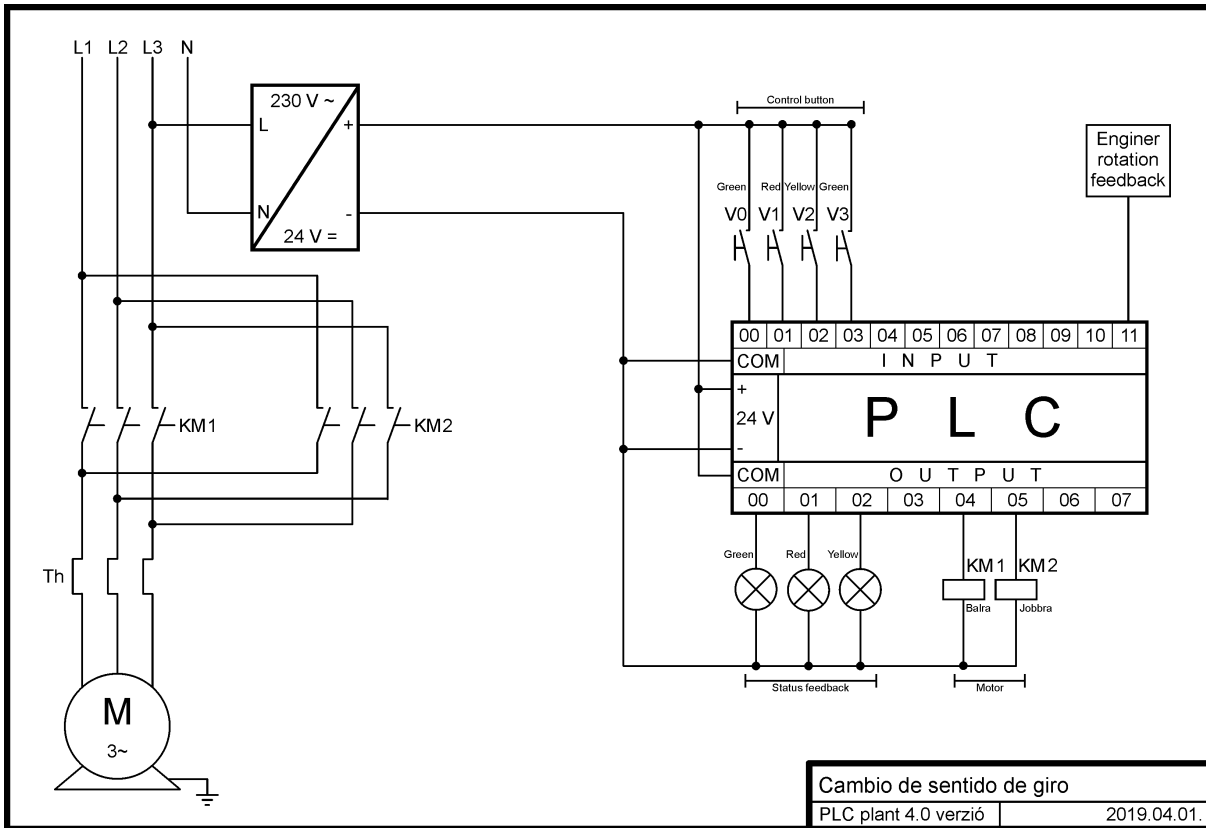 L1 L2 L3 N
230 V ~
L +
N -
24 V =
Control button
Enginer
rotation
feedback
Green Red Yellow Green
V0 V1 V2 V3
00 01 02 03 04 05 06 07 08 09 10 11
COM INPUT
+
24 V PLC
-
COM OUTPUT
00 01 02 03 04 05 06 07
KM1 KM2
Green Red Yellow
KM1 KM2
Balra Jobbra
Th
Status feedback Motor
M
3~
Cambio de sentido de giro
PLC plant 4.0 verzió 2019.04.01.